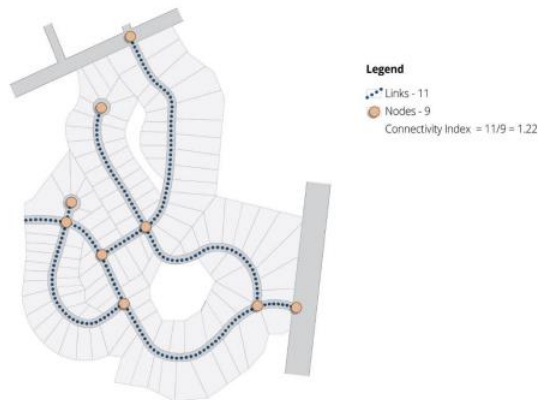 Legend
Links - 11
Nodes - 9
Connectivity Index = 11/9 = 1.22